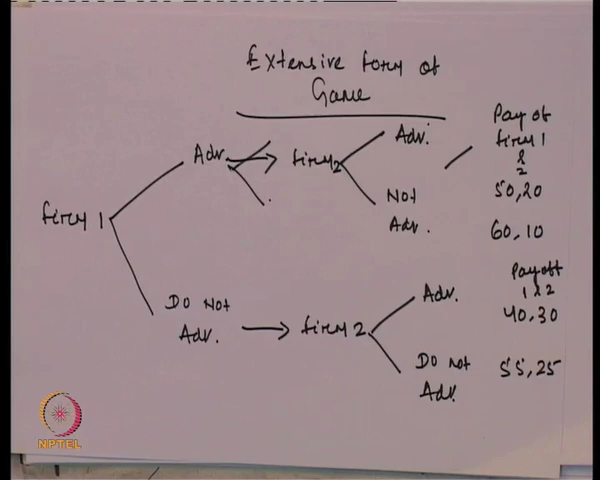 Extensive form of
Game
Pay off
firm 1
&
2
Adv.
Adv. firm 2
Not
Adv.
50,20
60,10
firm 1
Payoff
1 & 2
Do Not
Adv.
firm 2
Adv.
40,30
Do not
Adv.
55,25
NPTEL